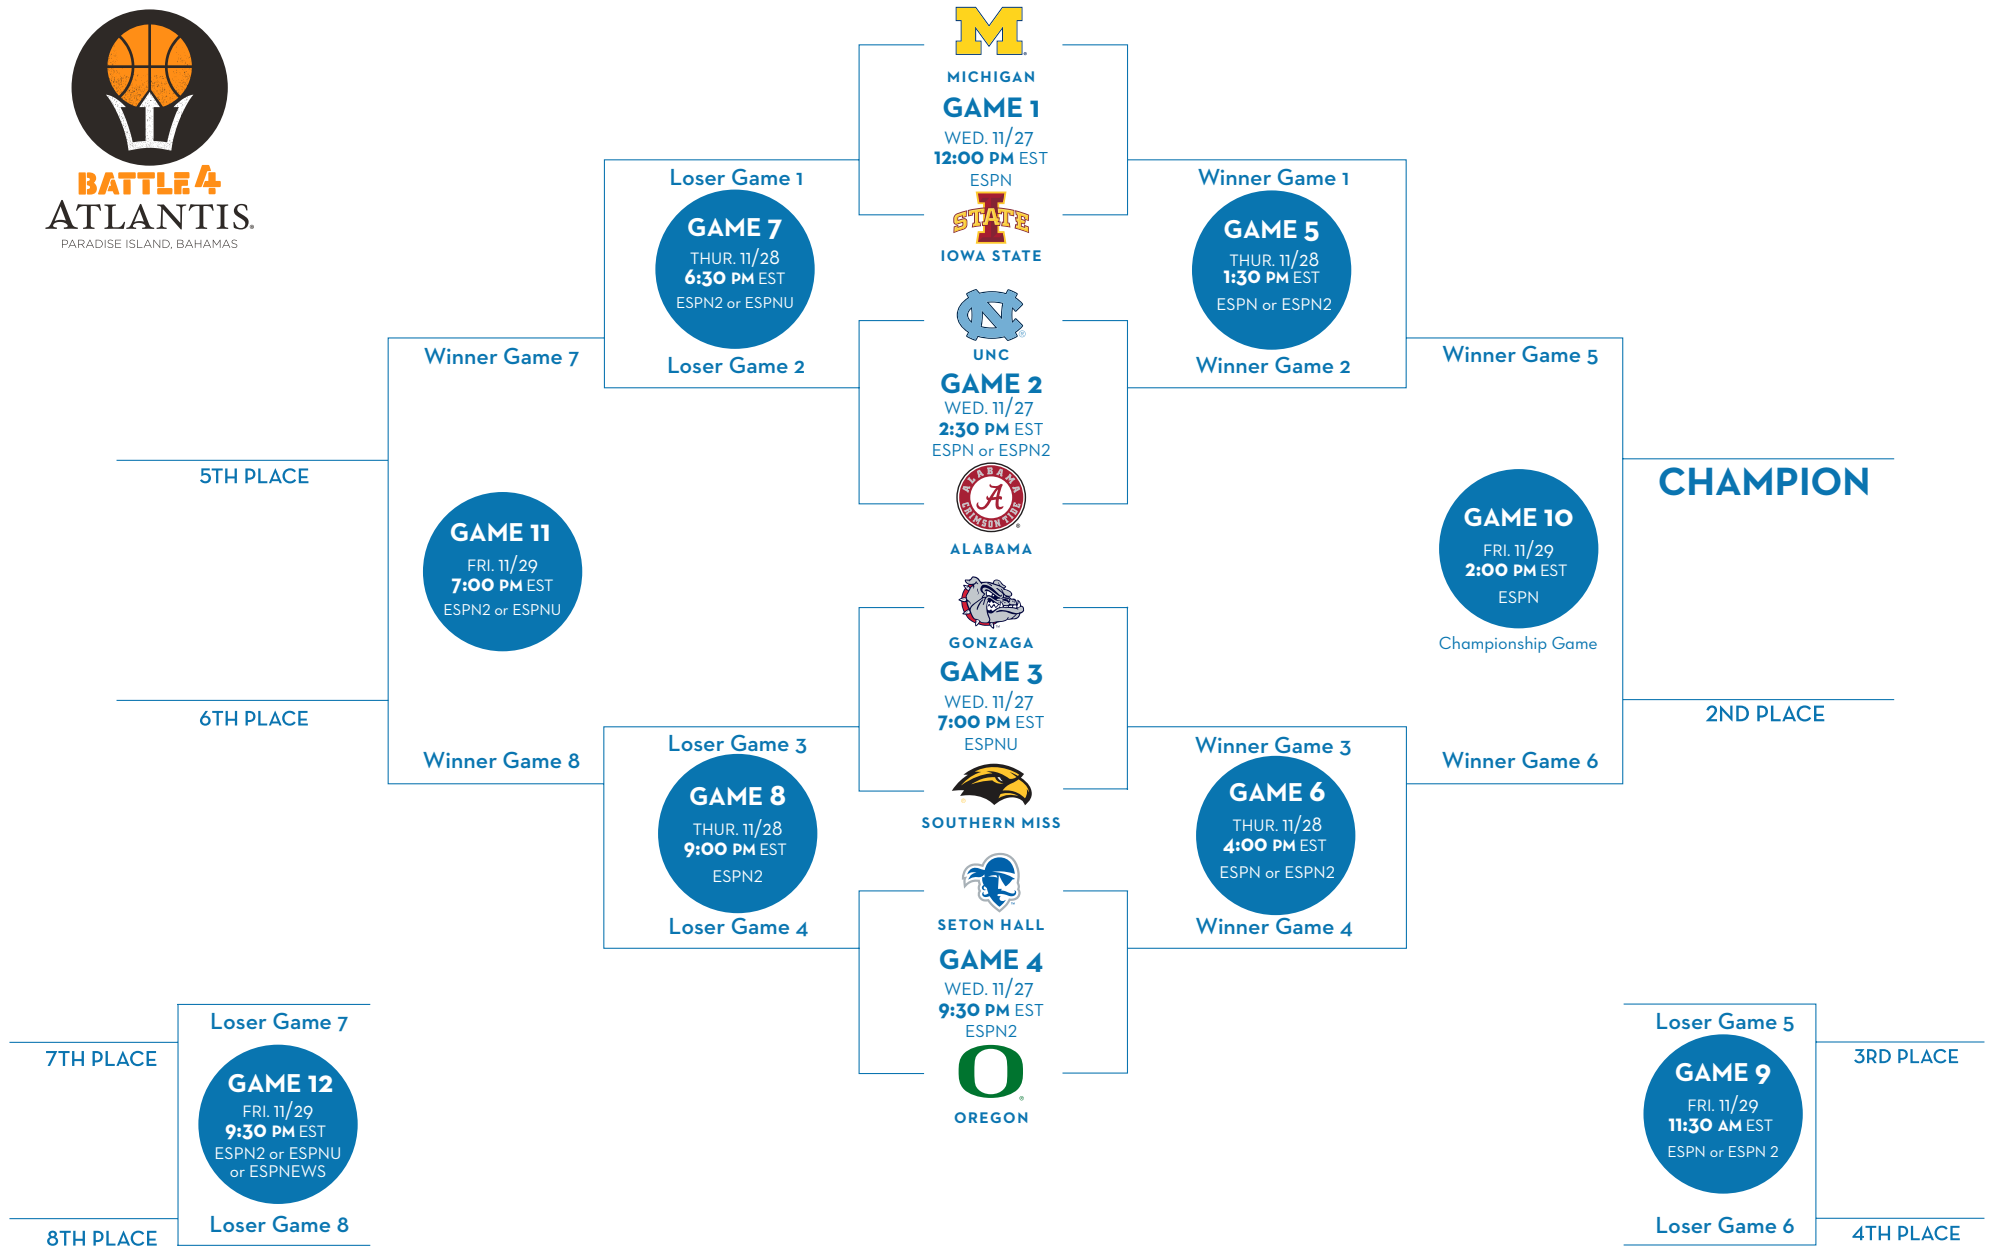 BATTLE 4
ATLANTIS®
PARADISE ISLAND, BAHAMAS
M
MICHIGAN
GAME 1
WED. 11/27
12:00 PM EST
ESPN
STATE
IOWA STATE
NC
UNC
GAME 2
WED. 11/27
2:30 PM EST
ESPN or ESPN2
ALABAMA
A
CRIMSON TIDE
ALABAMA
GONZAGA
GAME 3
WED. 11/27
7:00 PM EST
ESPNU
SOUTHERN MISS
SETON HALL
GAME 4
WED. 11/27
9:30 PM EST
ESPN2
O
OREGON
Loser Game 1
GAME 7
THUR. 11/28
6:30 PM EST
ESPN2 or ESPNU
Loser Game 2
Winner Game 7
5TH PLACE
GAME 11
FRI. 11/29
7:00 PM EST
ESPN2 or ESPNU
6TH PLACE
Winner Game 8
Loser Game 3
GAME 8
THUR. 11/28
9:00 PM EST
ESPN2
Loser Game 4
Loser Game 7
7TH PLACE
GAME 12
FRI. 11/29
9:30 PM EST
ESPN2 or ESPNU
or ESPNEWS
Loser Game 8
8TH PLACE
Winner Game 1
GAME 5
THUR. 11/28
1:30 PM EST
ESPN or ESPN2
Winner Game 2
Winner Game 5
CHAMPION
GAME 10
FRI. 11/29
2:00 PM EST
ESPN
Championship Game
2ND PLACE
Winner Game 6
Winner Game 3
GAME 6
THUR. 11/28
4:00 PM EST
ESPN or ESPN2
Winner Game 4
Loser Game 5
3RD PLACE
GAME 9
FRI. 11/29
11:30 AM EST
ESPN or ESPN 2
Loser Game 6
4TH PLACE